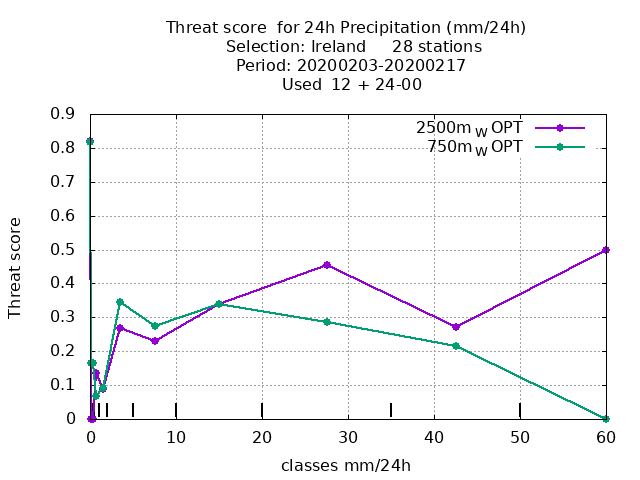 Threat score  for 24h Precipitation (mm/24h)
Selection: Ireland     28 stations
Period: 20200203-20200217
Used  12 + 24-00
2500m_W OPT
750m_W OPT
Threat score
0.9
0.8
0.7
0.6
0.5
0.4
0.3
0.2
0.1
0
0 10 20 30 40 50 60
classes mm/24h